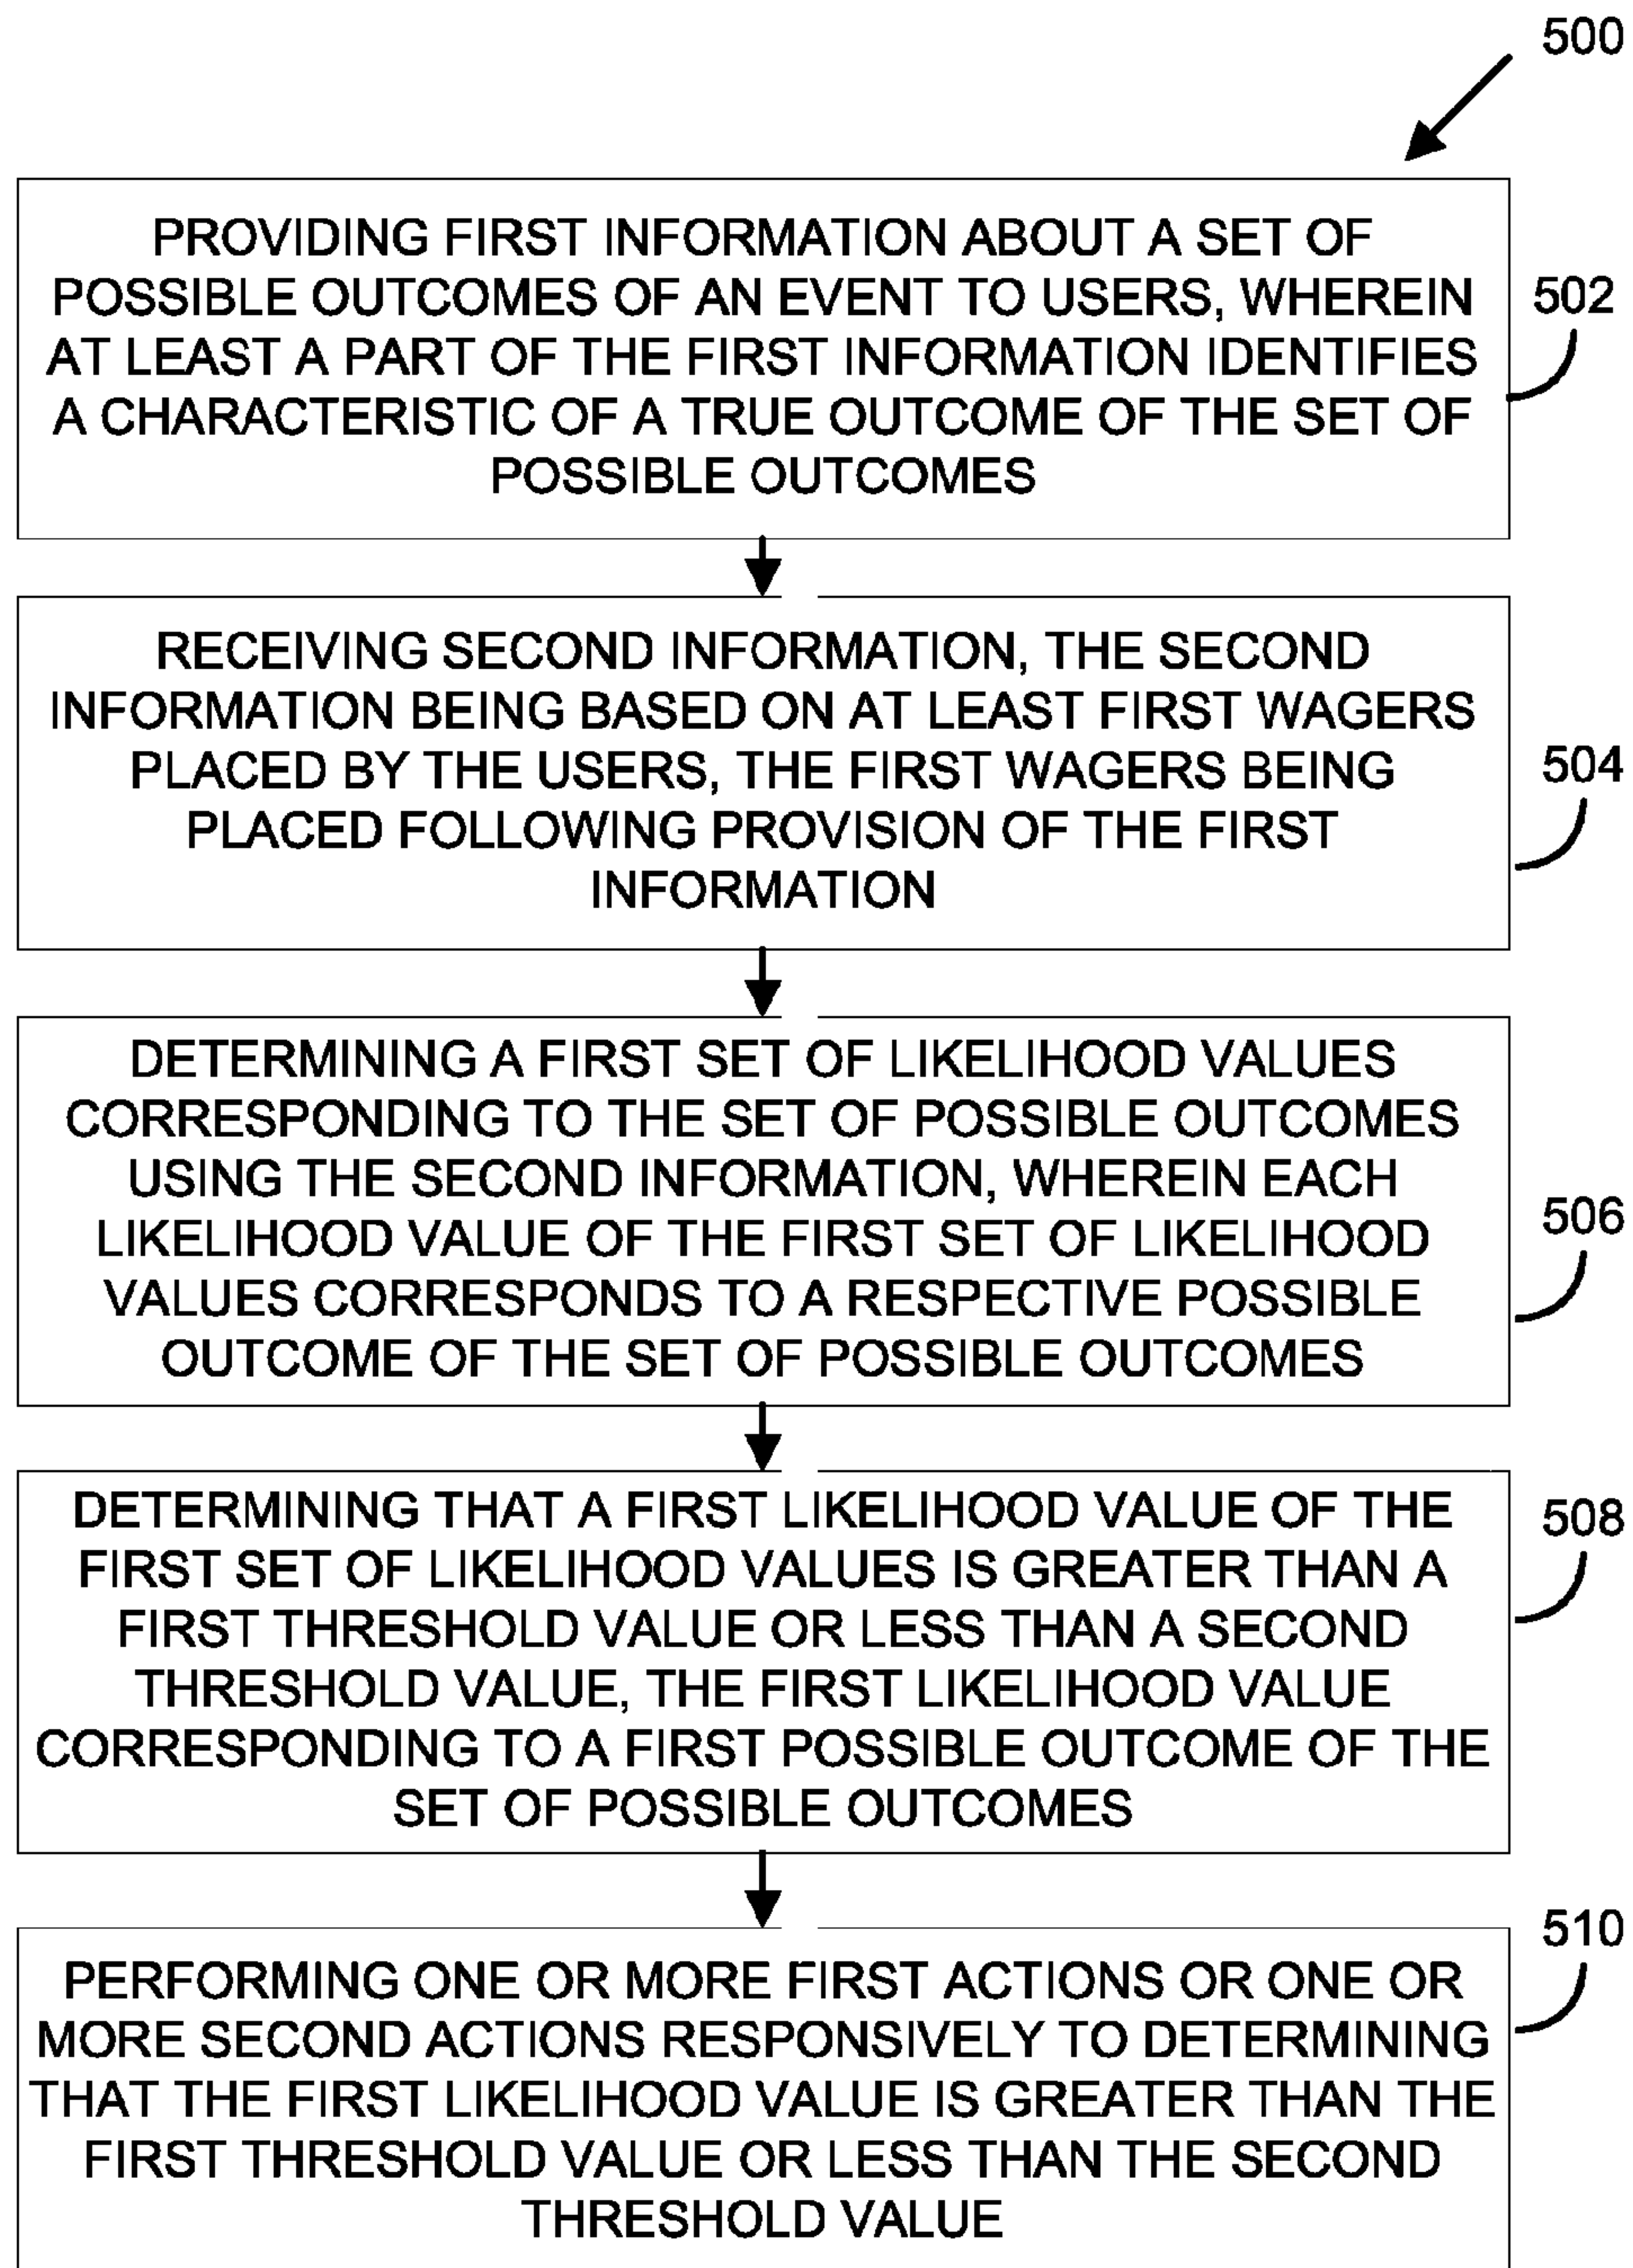 500
PROVIDING FIRST INFORMATION ABOUT A SET OF
POSSIBLE OUTCOMES OF AN EVENT TO USERS, WHEREIN
AT LEAST A PART OF THE FIRST INFORMATION IDENTIFIES
A CHARACTERISTIC OF A TRUE OUTCOME OF THE SET OF
POSSIBLE OUTCOMES
502
RECEIVING SECOND INFORMATION, THE SECOND
INFORMATION BEING BASED ON AT LEAST FIRST WAGERS
PLACED BY THE USERS, THE FIRST WAGERS BEING
PLACED FOLLOWING PROVISION OF THE FIRST
INFORMATION
504
DETERMINING A FIRST SET OF LIKELIHOOD VALUES
CORRESPONDING TO THE SET OF POSSIBLE OUTCOMES
USING THE SECOND INFORMATION, WHEREIN EACH
LIKELIHOOD VALUE OF THE FIRST SET OF LIKELIHOOD
VALUES CORRESPONDS TO A RESPECTIVE POSSIBLE
OUTCOME OF THE SET OF POSSIBLE OUTCOMES
506
DETERMINING THAT A FIRST LIKELIHOOD VALUE OF THE
FIRST SET OF LIKELIHOOD VALUES IS GREATER THAN A
FIRST THRESHOLD VALUE OR LESS THAN A SECOND
THRESHOLD VALUE, THE FIRST LIKELIHOOD VALUE
CORRESPONDING TO A FIRST POSSIBLE OUTCOME OF THE
SET OF POSSIBLE OUTCOMES
508
PERFORMING ONE OR MORE FIRST ACTIONS OR ONE OR
MORE SECOND ACTIONS RESPONSIVELY TO DETERMINING
THAT THE FIRST LIKELIHOOD VALUE IS GREATER THAN THE
FIRST THRESHOLD VALUE OR LESS THAN THE SECOND
THRESHOLD VALUE
510